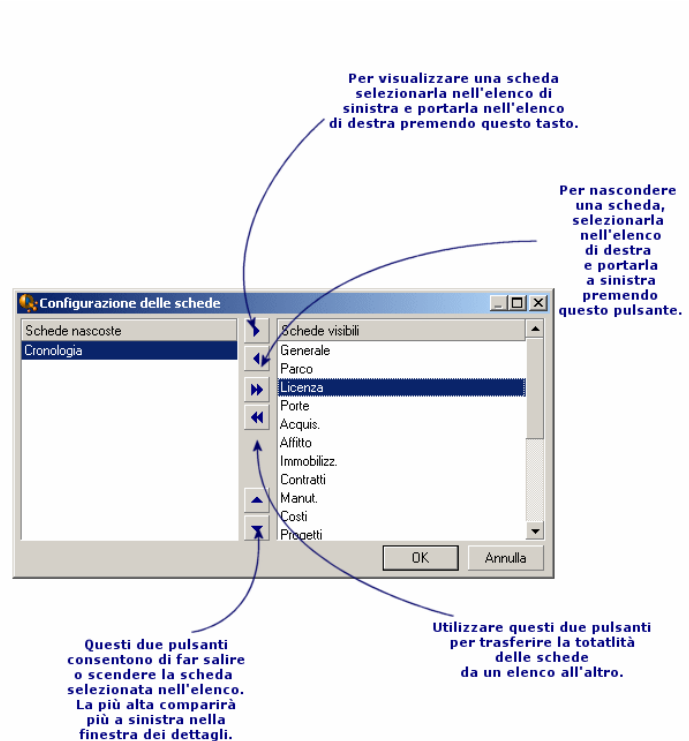 Per visualizzare una scheda
selezionarla nell'elenco di
sinistra e portarla nell'elenco
di destra premendo questo tasto.
Per nascondere
una scheda,
selezionarla
nell'elenco
di destra
e portarla
a sinistra
premendo
questo pulsante.
Configurazione delle schede
Schede nascoste
Cronologia
Schede visibili
Generale
Parco
Licenza
Porte
Acquis.
Affitto
Immobilizz.
Contratti
Manut.
Costi
Progetti
OK
Annulla
Questi due pulsanti
consentono di far salire
o scendere la scheda
selezionata nell'elenco.
La più alta comparirà
più a sinistra nella
finestra dei dettagli.
Utilizzare questi due pulsanti
per trasferire la totatlità
delle schede
da un elenco all'altro.